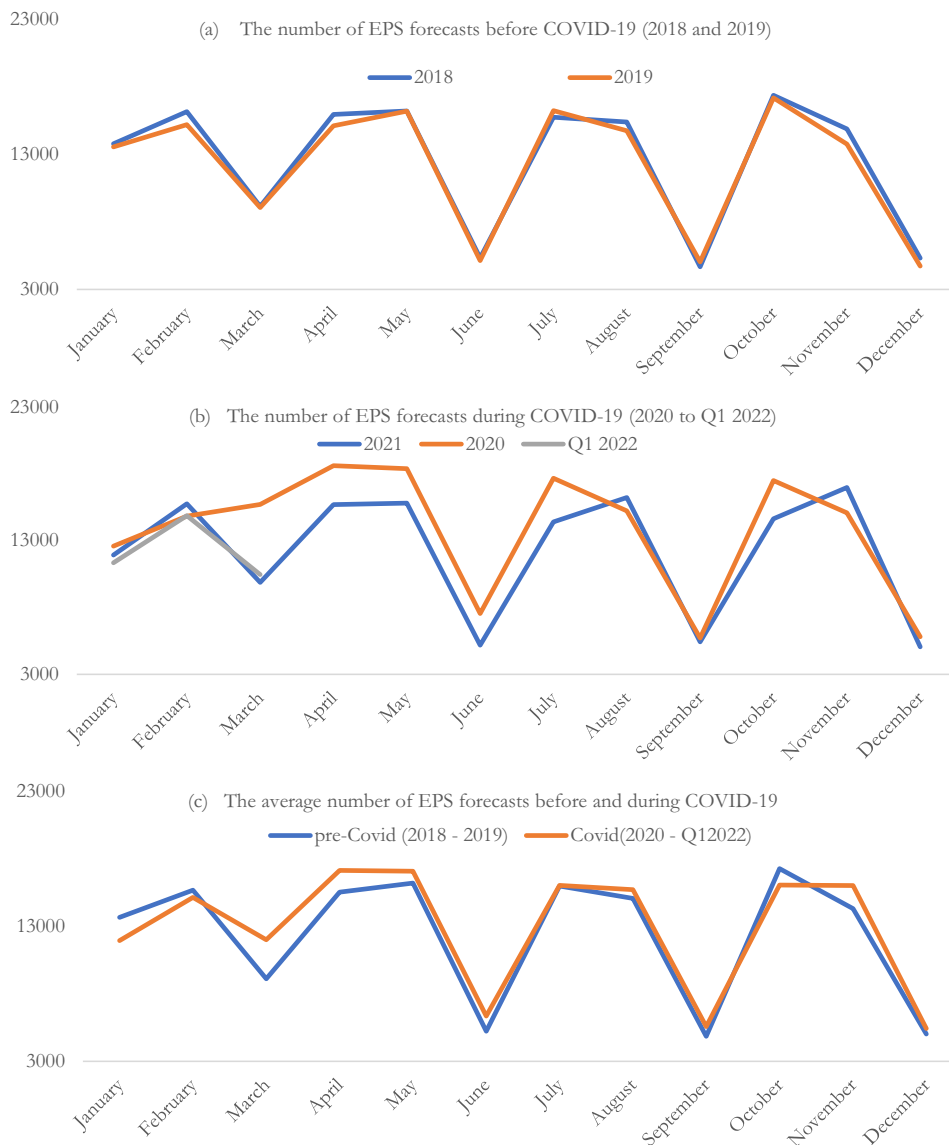 23000
(a) The number of EPS forecasts before COVID-19 (2018 and 2019)
2018 2019
13000
3000
January February March April May June July August September October November December
23000
(b) The number of EPS forecasts during COVID-19 (2020 to Q1 2022)
2021 2020 Q1 2022
13000
3000
January February March April May June July August September October November December
23000
(c) The average number of EPS forecasts before and during COVID-19
pre-Covid (2018 - 2019) Covid(2020 - Q12022)
13000
3000
January February March April May June July August September October November December